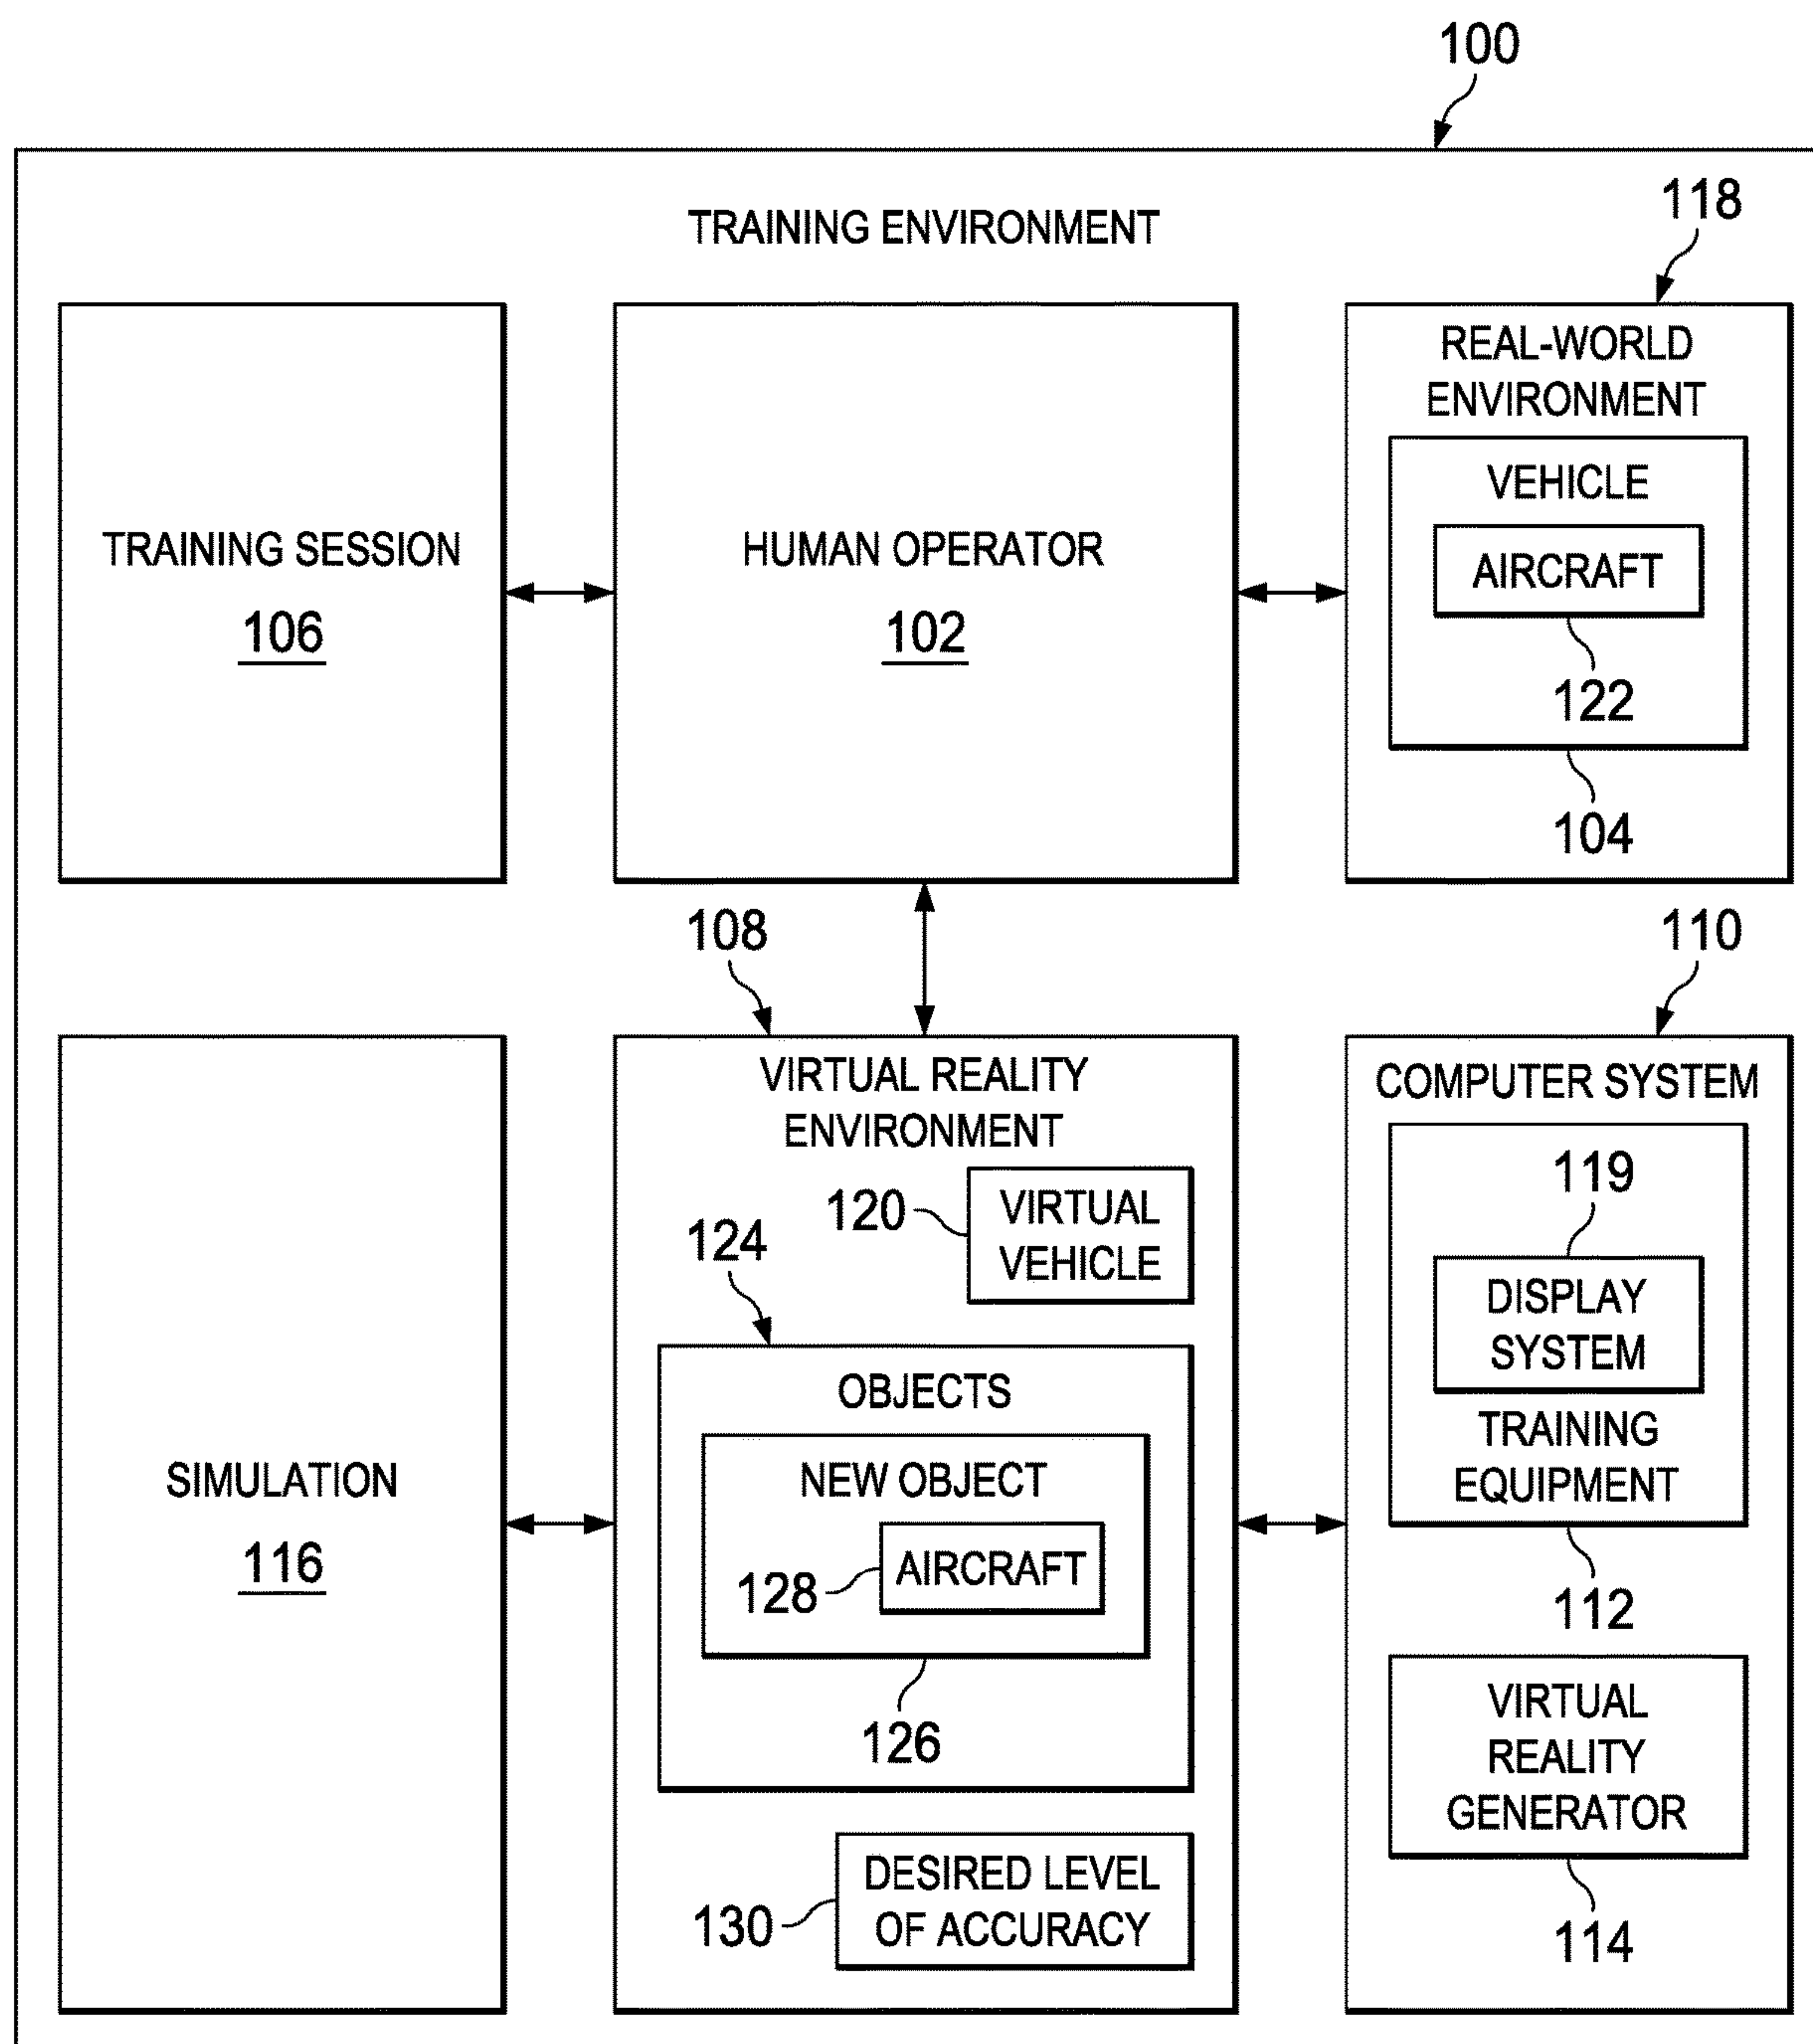 100
TRAINING ENVIRONMENT
118
TRAINING SESSION
106
HUMAN OPERATOR
102
REAL-WORLD
ENVIRONMENT
VEHICLE
AIRCRAFT
122
104
108
110
SIMULATION
116
VIRTUAL REALITY
ENVIRONMENT
120
VIRTUAL
VEHICLE
124
OBJECTS
NEW OBJECT
128
AIRCRAFT
126
130
DESIRED LEVEL
OF ACCURACY
COMPUTER SYSTEM
119
DISPLAY
SYSTEM
TRAINING
EQUIPMENT
112
VIRTUAL
REALITY
GENERATOR
114